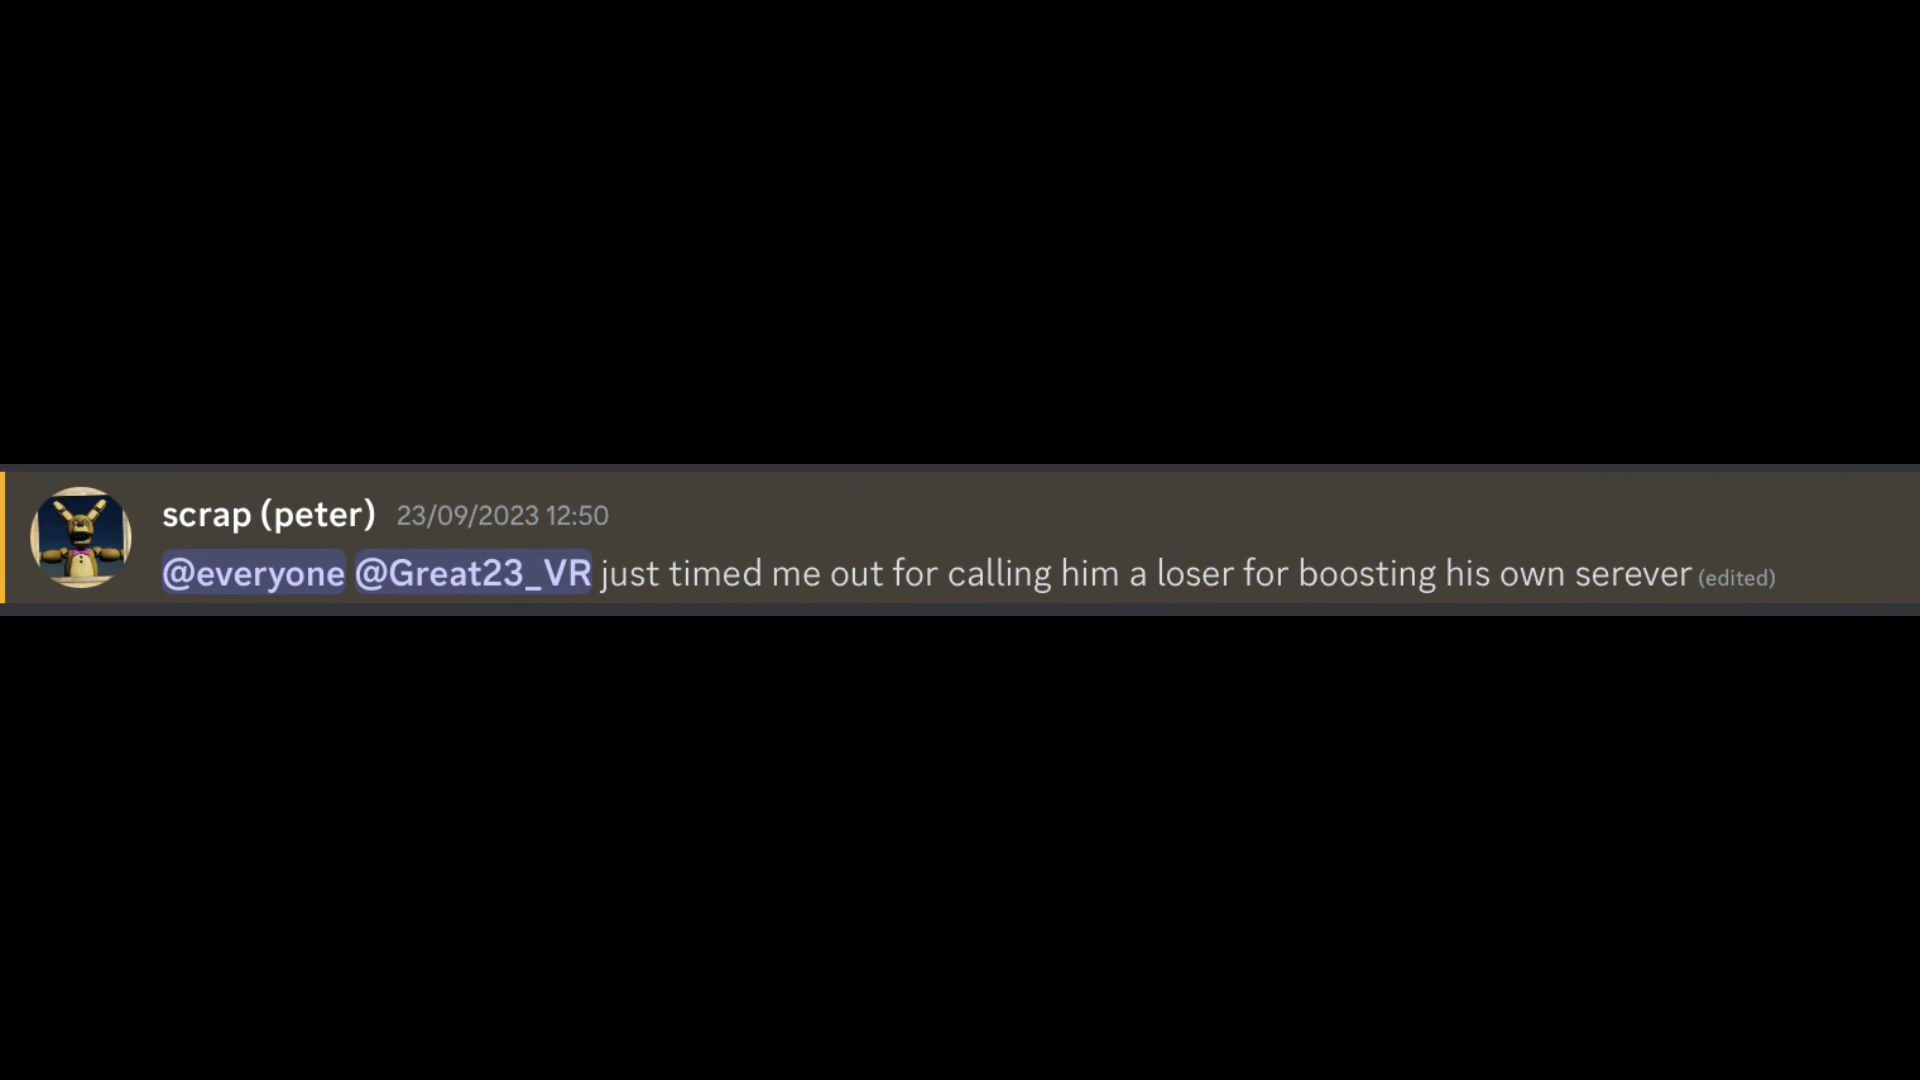 scrap (peter) 23/09/2023 12:50
@everyone @Great23_VR just timed me out for calling him a loser for boosting his own serever (edited)